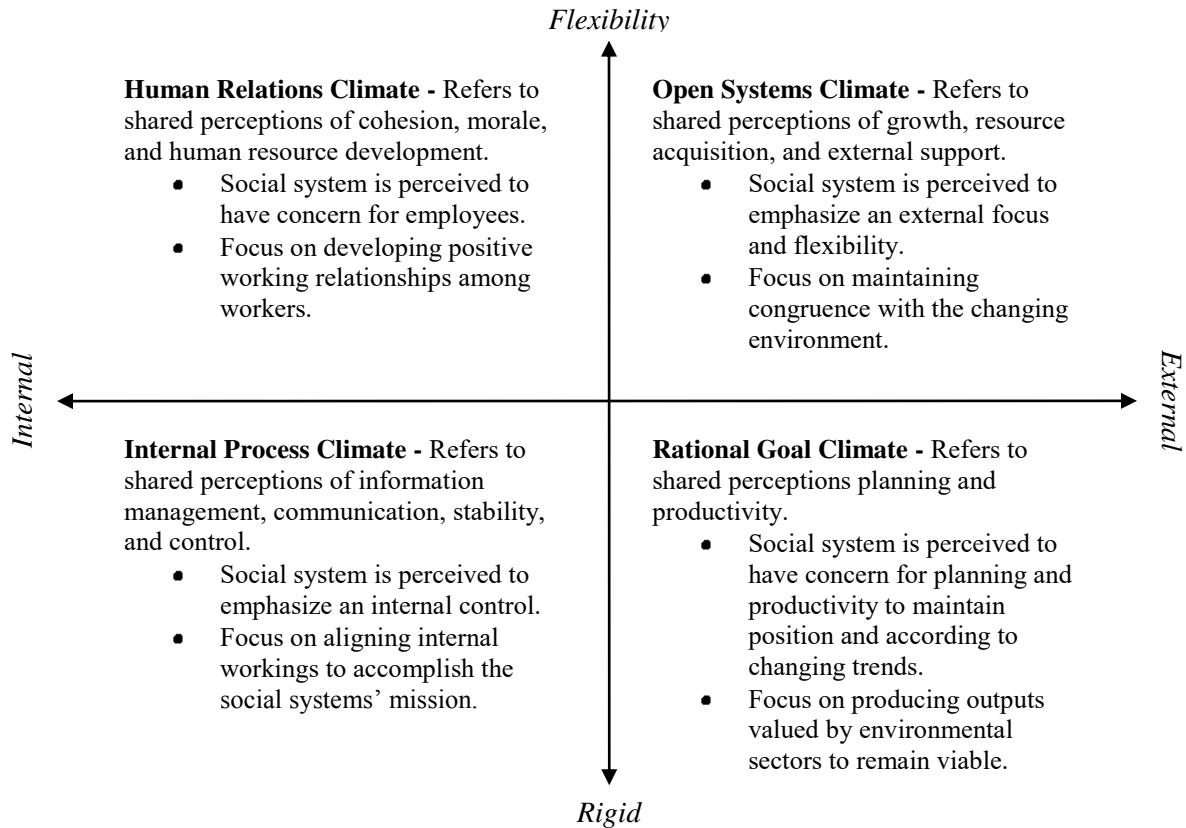 Flexibility
Human Relations Climate - Refers to
shared perceptions of cohesion, morale,
and human resource development.
• Social system is perceived to
have concern for employees.
• Focus on developing positive
working relationships among
workers.
Open Systems Climate - Refers to
shared perceptions of growth, resource
acquisition, and external support.
• Social system is perceived to
emphasize an external focus
and flexibility.
• Focus on maintaining
congruence with the changing
environment.
Internal
External
Internal Process Climate - Refers to
shared perceptions of information
management, communication, stability,
and control.
• Social system is perceived to
emphasize an internal control.
• Focus on aligning internal
workings to accomplish the
social systems’ mission.
Rational Goal Climate - Refers to
shared perceptions planning and
productivity.
• Social system is perceived to
have concern for planning and
productivity to maintain
position and according to
changing trends.
• Focus on producing outputs
valued by environmental
sectors to remain viable.
Rigid